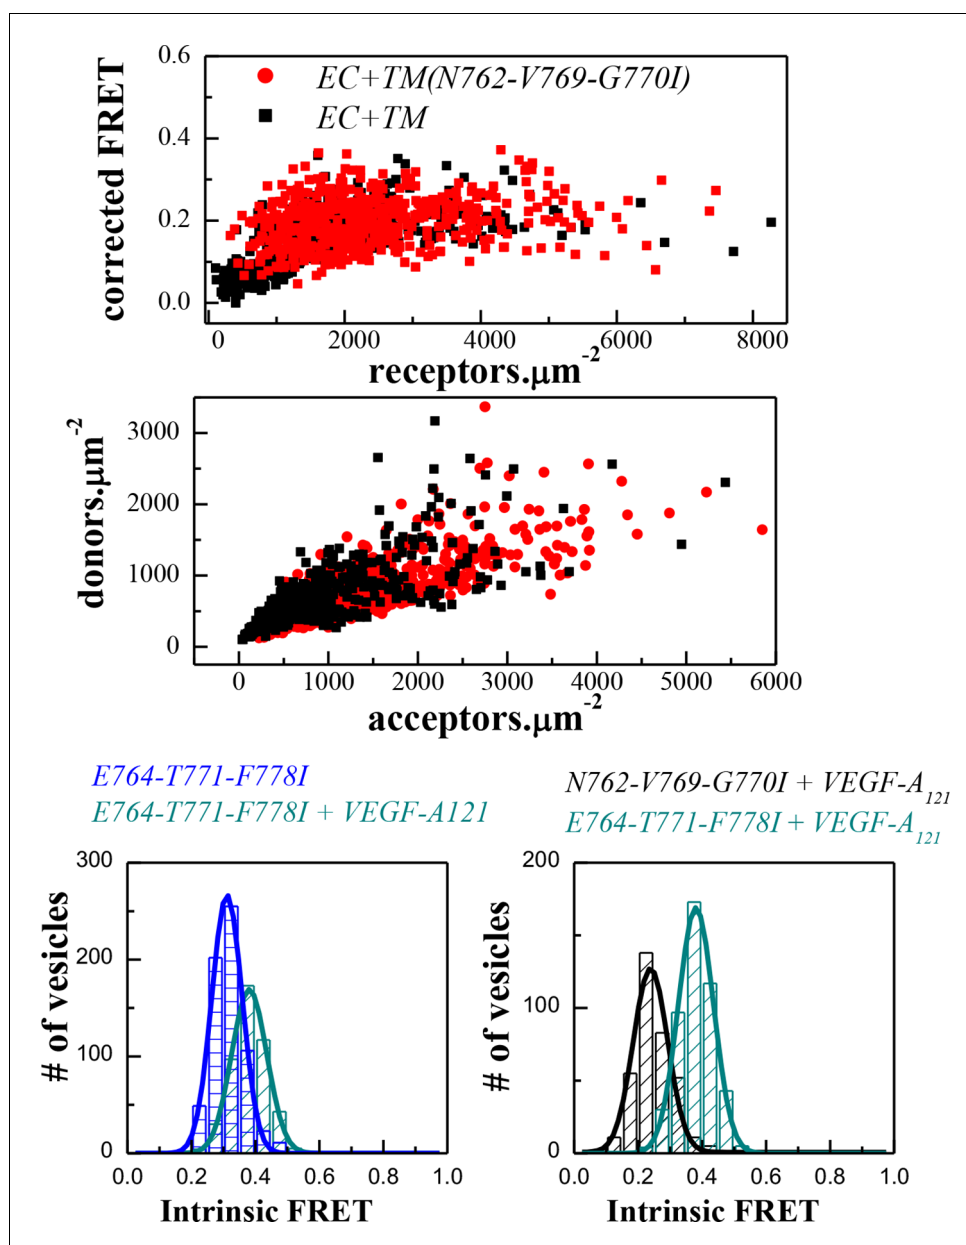 0.6
0.4
0.2
0.0
corrected FRET
EC+TM(N762-V769-G770I)
EC+TM
2000
4000
6000
8000
receptors.μm⁻²
3000
2000
1000
0
donors.μm⁻²
0
1000
2000
3000
4000
5000
6000
acceptors.μm⁻²
E764-T771-F778I
E764-T771-F778I + VEGF-A121
300
200
100
0
# of vesicles
0.0
0.2
0.4
0.6
0.8
1.0
Intrinsic FRET
N762-V769-G770I + VEGF-A₁₂₁
E764-T771-F778I + VEGF-A₁₂₁
200
100
0
# of vesicles
0.0
0.2
0.4
0.6
0.8
1.0
Intrinsic FRET